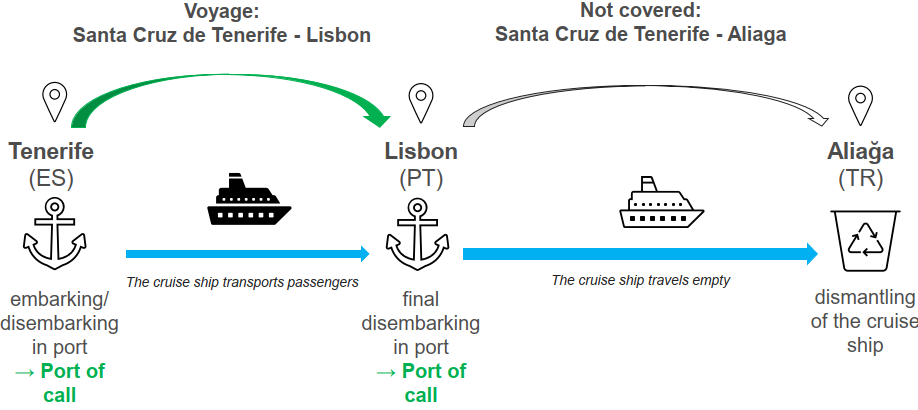 Voyage:
Santa Cruz de Tenerife - Lisbon
Not covered:
Santa Cruz de Tenerife - Aliaga
Tenerife
(ES)
Lisbon
(PT)
Aliağa
(TR)
The cruise ship transports passengers
The cruise ship travels empty
embarking/
disembarking
in port
→ Port of
call
final
disembarking
in port
→ Port of
call
dismantling
of the cruise
ship